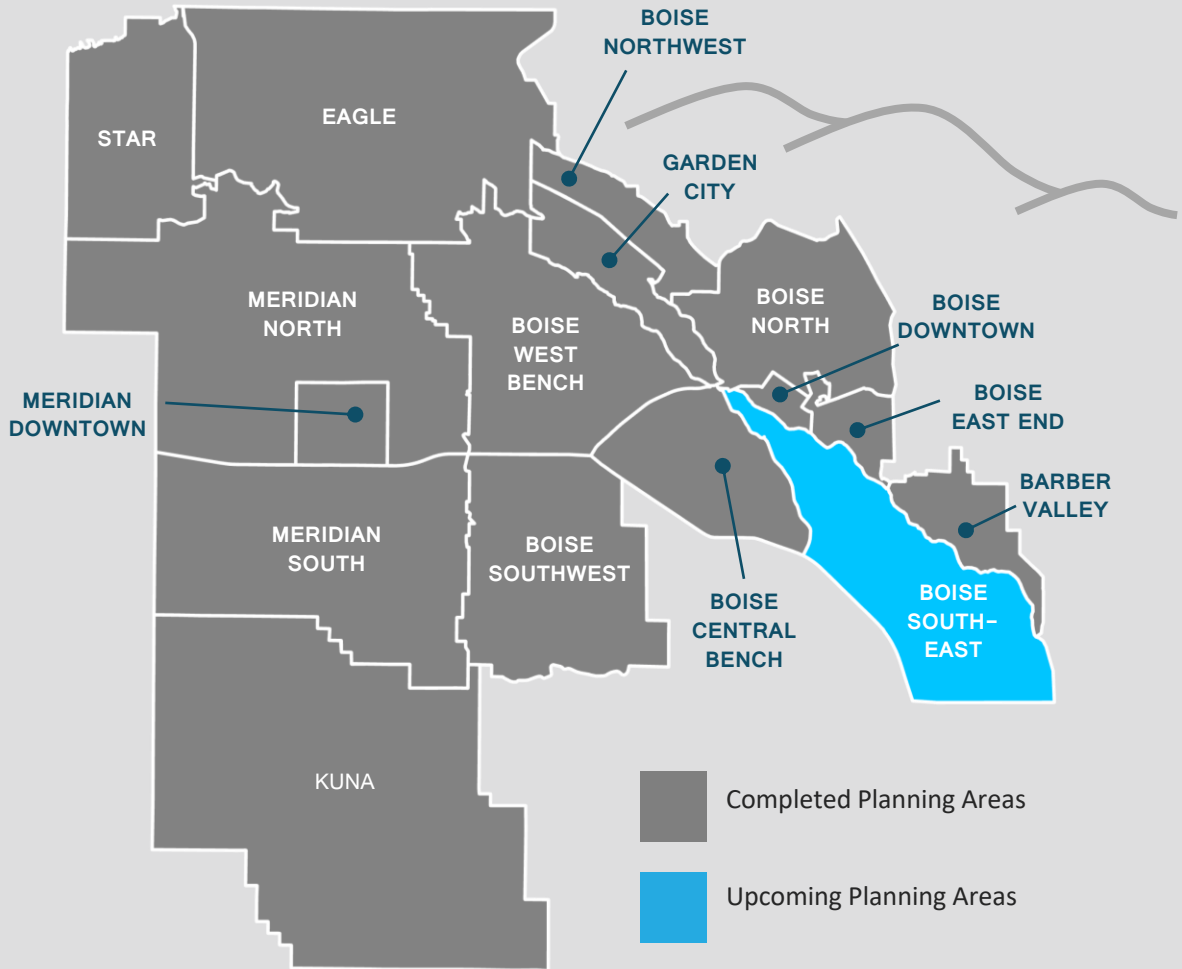 BOISE
NORTHWEST
STAR
EAGLE
GARDEN
CITY
MERIDIAN
NORTH
BOISE
WEST
BENCH
BOISE
NORTH
BOISE
DOWNTOWN
MERIDIAN
DOWNTOWN
BOISE
EAST END
BARBER
VALLEY
MERIDIAN
SOUTH
BOISE
SOUTHWEST
BOISE
CENTRAL
BENCH
BOISE
SOUTH-
EAST
KUNA
Completed Planning Areas
Upcoming Planning Areas